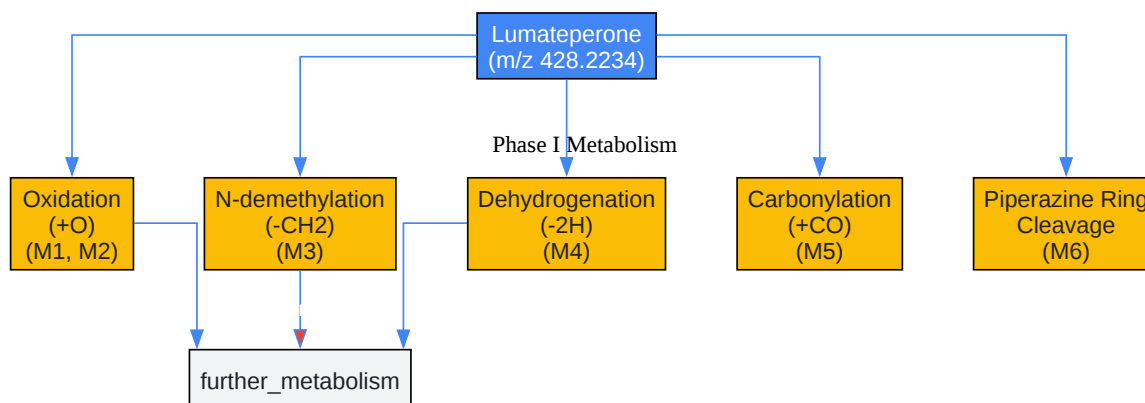 Lumateperone
(m/z 428.2234)
Phase I Metabolism
Oxidation
(+O)
(M1, M2)
N-demethylation
(-CH2)
(M3)
Dehydrogenation
(-2H)
(M4)
Carbonylation
(+CO)
(M5)
Piperazine Ring
Cleavage
(M6)
further_metabolism